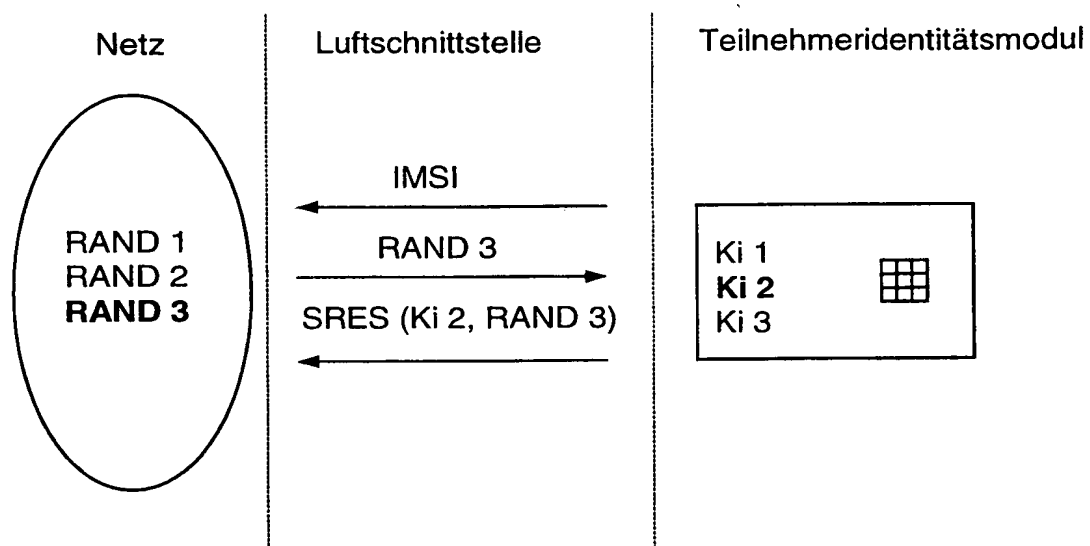 Netz
Luftschnittstelle
Teilnehmeridentitätsmodul
IMSI
RAND 3
SRES (Ki 2, RAND 3)
RAND 1
RAND 2
RAND 3
Ki 1
Ki 2
Ki 3